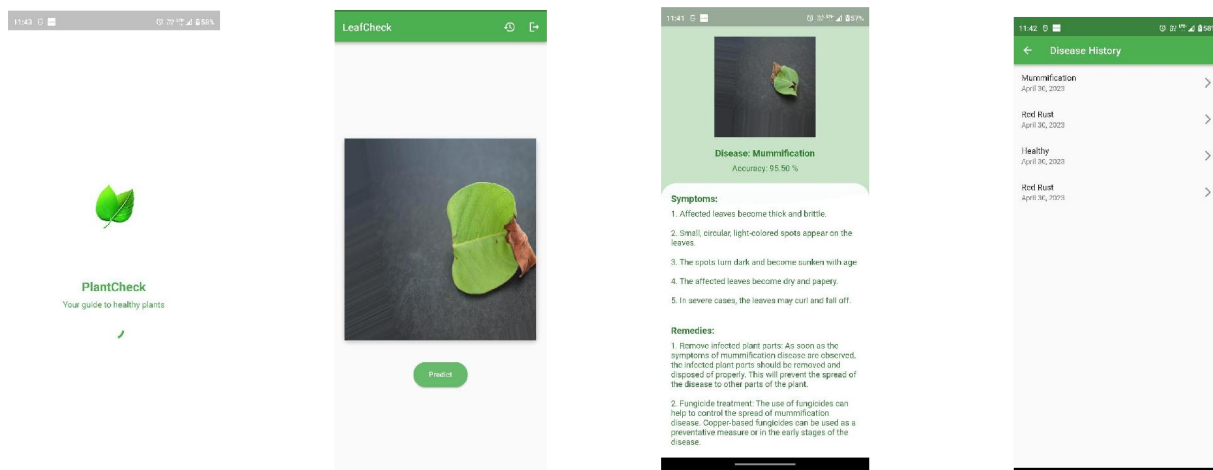 11:43
58%
PlantCheck
Your guide to healthy plants
LeafCheck
Predict
11:41
57%
Disease: Mummification
Accuracy: 95.50 %
Symptoms:
1. Affected leaves become thick and brittle.
2. Small, circular, light-colored spots appear on the
leaves.
3. The spots turn dark and become sunken with age
4. The affected leaves become dry and papery.
5. In severe cases, the leaves may curl and fall off.
Remedies:
1. Remove infected plant parts: As soon as the
symptoms of mummification disease are observed,
the infected plant parts should be removed and
disposed of properly. This will prevent the spread of
the disease to other parts of the plant.
2. Fungicide treatment: The use of fungicides can
help to control the spread of mummification
disease. Copper-based fungicides can be used as a
preventative measure or in the early stages of the
disease.
11:42
58%
Disease History
Mummification
April 30, 2023
Red Rust
April 30, 2023
Healthy
April 30, 2023
Red Rust
April 30, 2023